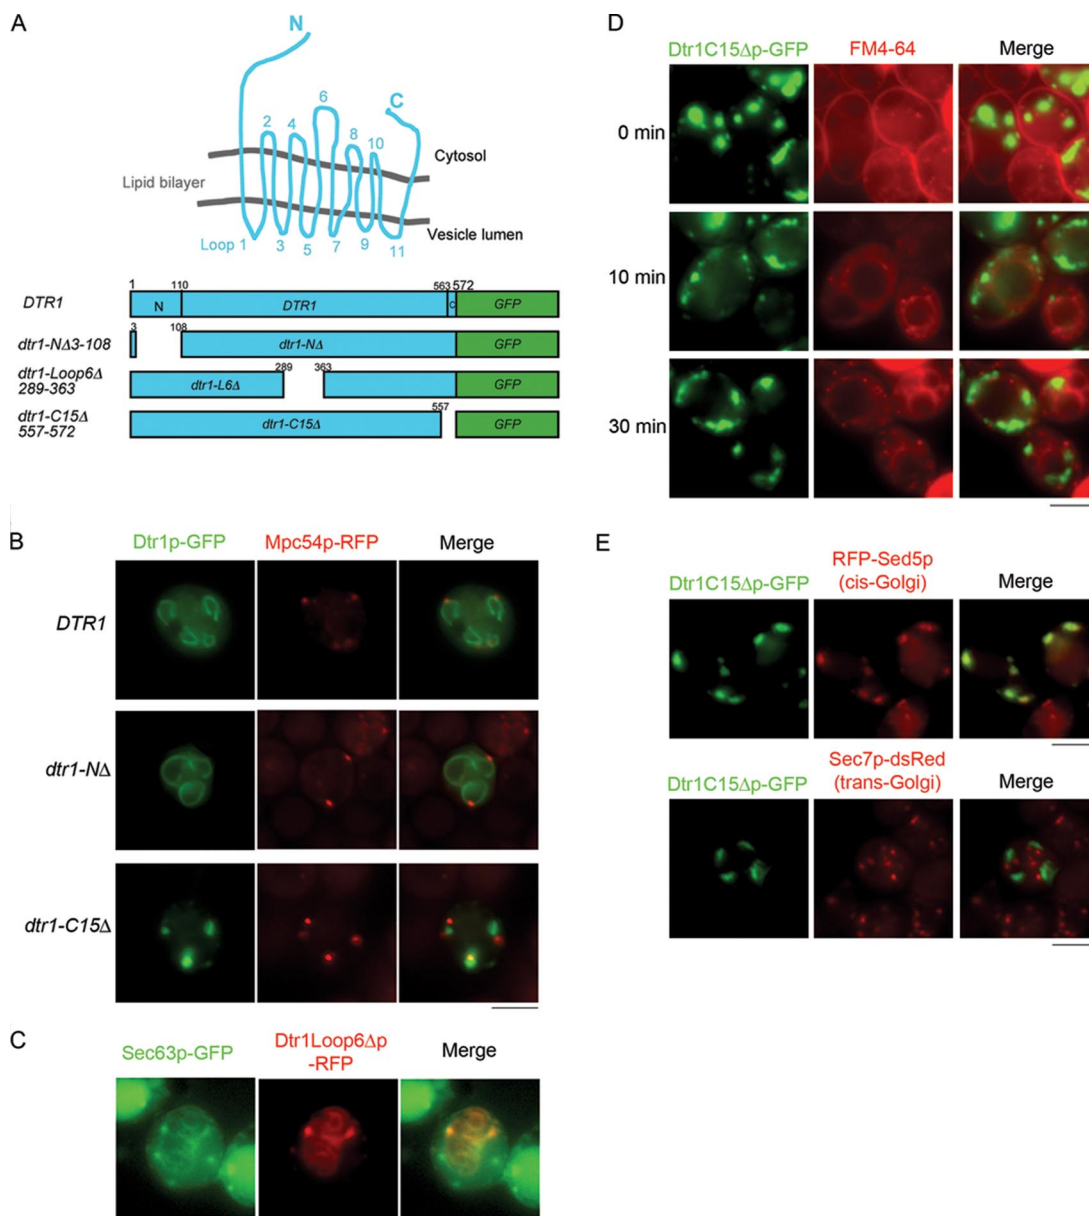 A
N
C
6
2
4
8
10
Cytosol
Lipid bilayer
Vesicle lumen
Loop 1
3
5
7
9
11
1
110
563
572
DTR1
N
DTR1
C
GFP
3
108
dtr1-NΔ3-108
dtr1-NΔ
GFP
289
363
dtr1-Loop6Δ
289-363
dtr1-L6Δ
GFP
557
dtr1-C15Δ
557-572
dtr1-C15Δ
GFP
B
Dtr1p-GFP
Mpc54p-RFP
Merge
DTR1
dtr1-NΔ
dtr1-C15Δ
C
Sec63p-GFP
Dtr1Loop6Δp
-RFP
Merge
D
Dtr1C15Δp-GFP
FM4-64
Merge
0 min
10 min
30 min
E
Dtr1C15Δp-GFP
RFP-Sed5p
(cis-Golgi)
Merge
Dtr1C15Δp-GFP
Sec7p-dsRed
(trans-Golgi)
Merge